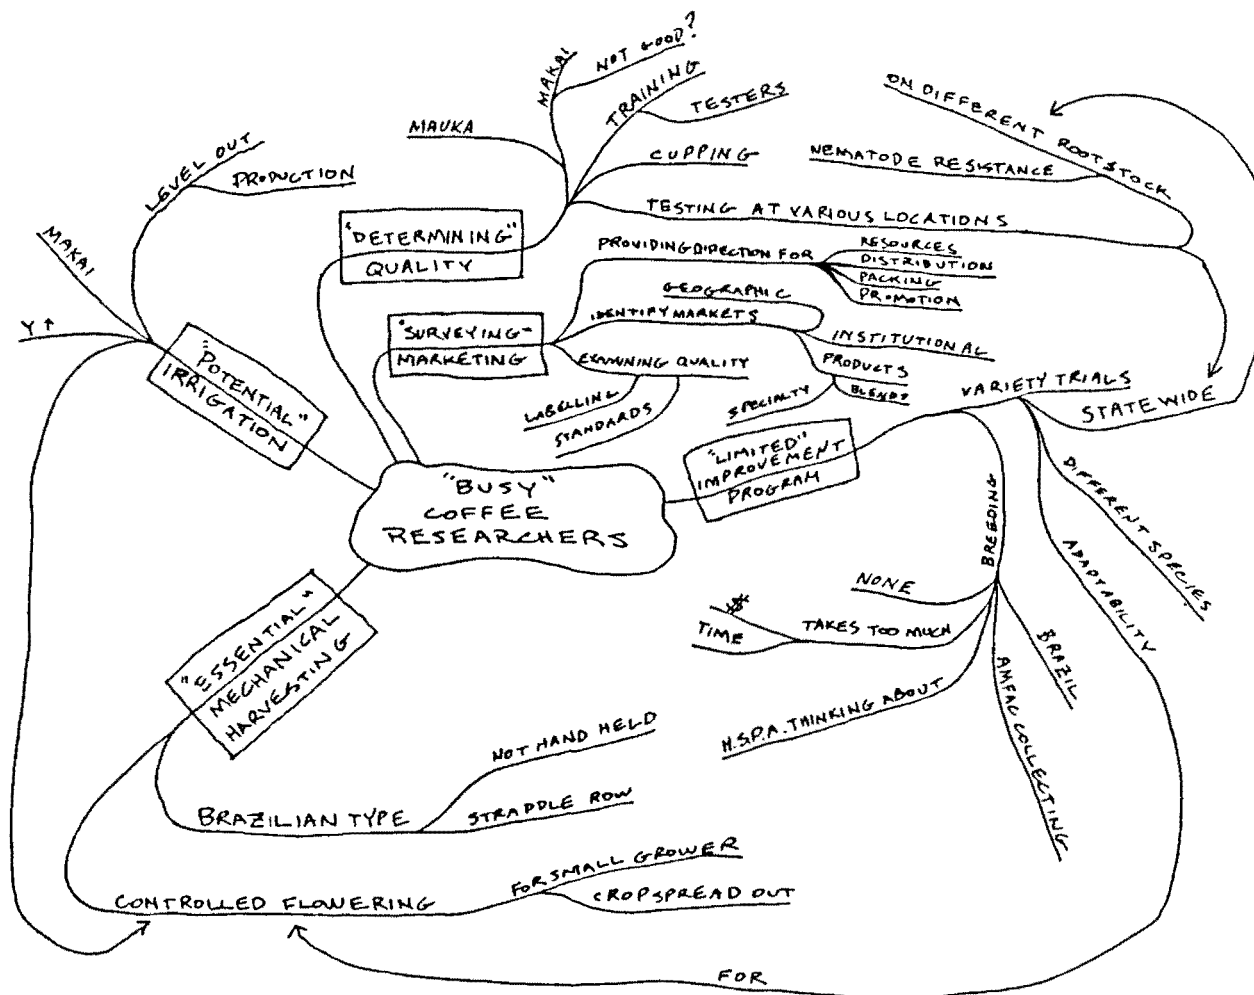 "BUSY"
COFFEE
RESEARCHERS
"DETERMINING"
QUALITY
MAUKA
MAKAI
NOT GOOD?
TRAINING
TESTERS
CUPPING
TESTING AT VARIOUS LOCATIONS
ON DIFFERENT ROOTSTOCK
NEMATODE RESISTANCE
"SURVEYING"
MARKETING
PROVIDING DIRECTION FOR
RESOURCES
DISTRIBUTION
PACKING
PROMOTION
IDENTIFY MARKETS
GEOGRAPHIC
INSTITUTIONAL
PRODUCTS
SPECIALTY
BLENDS
EXAMINING QUALITY
LABELLING
STANDARDS
"LIMITED"
IMPROVEMENT
PROGRAM
VARIETY TRIALS
STATEWIDE
DIFFERENT SPECIES
ADAPTABILITY
FOR
BREEDING
NONE
TAKES TOO MUCH
$
TIME
H.S.P.A. THINKING ABOUT
AMFAC COLLECTING
BRAZIL
"ESSENTIAL"
MECHANICAL
HARVESTING
BRAZILIAN TYPE
NOT HAND HELD
STRADDLE ROW
CONTROLLED FLOWERING
FOR SMALL GROWER
CROP SPREAD OUT
"POTENTIAL"
IRRIGATION
Y ↑
MAKAI
LEVEL OUT
PRODUCTION